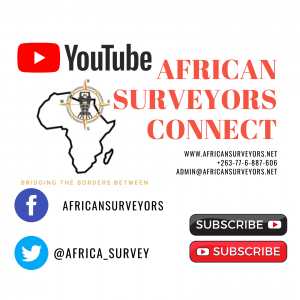 YouTube
AFRICAN
SURVEYORS
CONNECT
WWW.AFRICANSURVEYORS.NET
+263-77-6-887-606
ADMIN@AFRICANSURVEYORS.NET
BRIDGING THE BORDERS BETWEEN
AFRICANSURVEYORS
@AFRICA_SURVEY
SUBSCRIBE
SUBSCRIBE